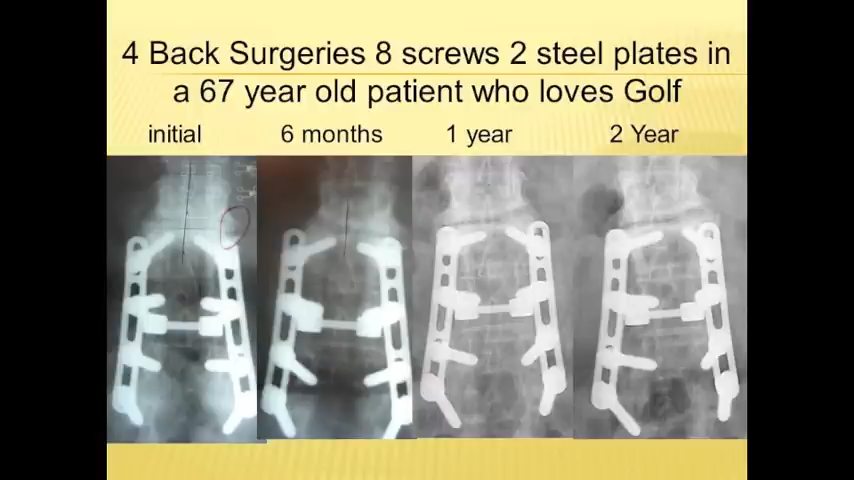 4 Back Surgeries 8 screws 2 steel plates in
a 67 year old patient who loves Golf
initial 6 months 1 year 2 Year